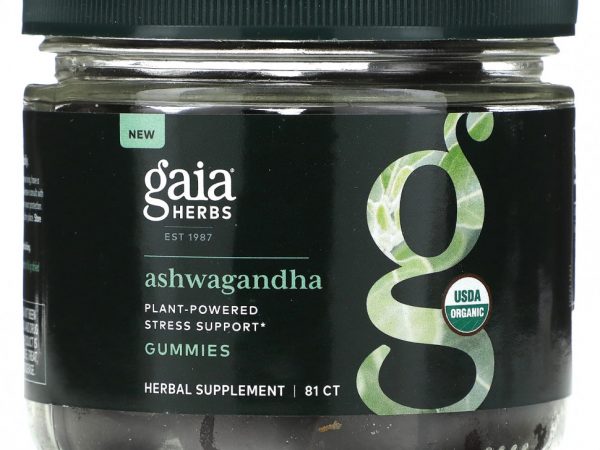 NEW
gaia
HERBS
EST 1987
ashwagandha
PLANT-POWERED
STRESS SUPPORT*
GUMMIES
HERBAL SUPPLEMENT | 81 CT
g
USDA
ORGANIC